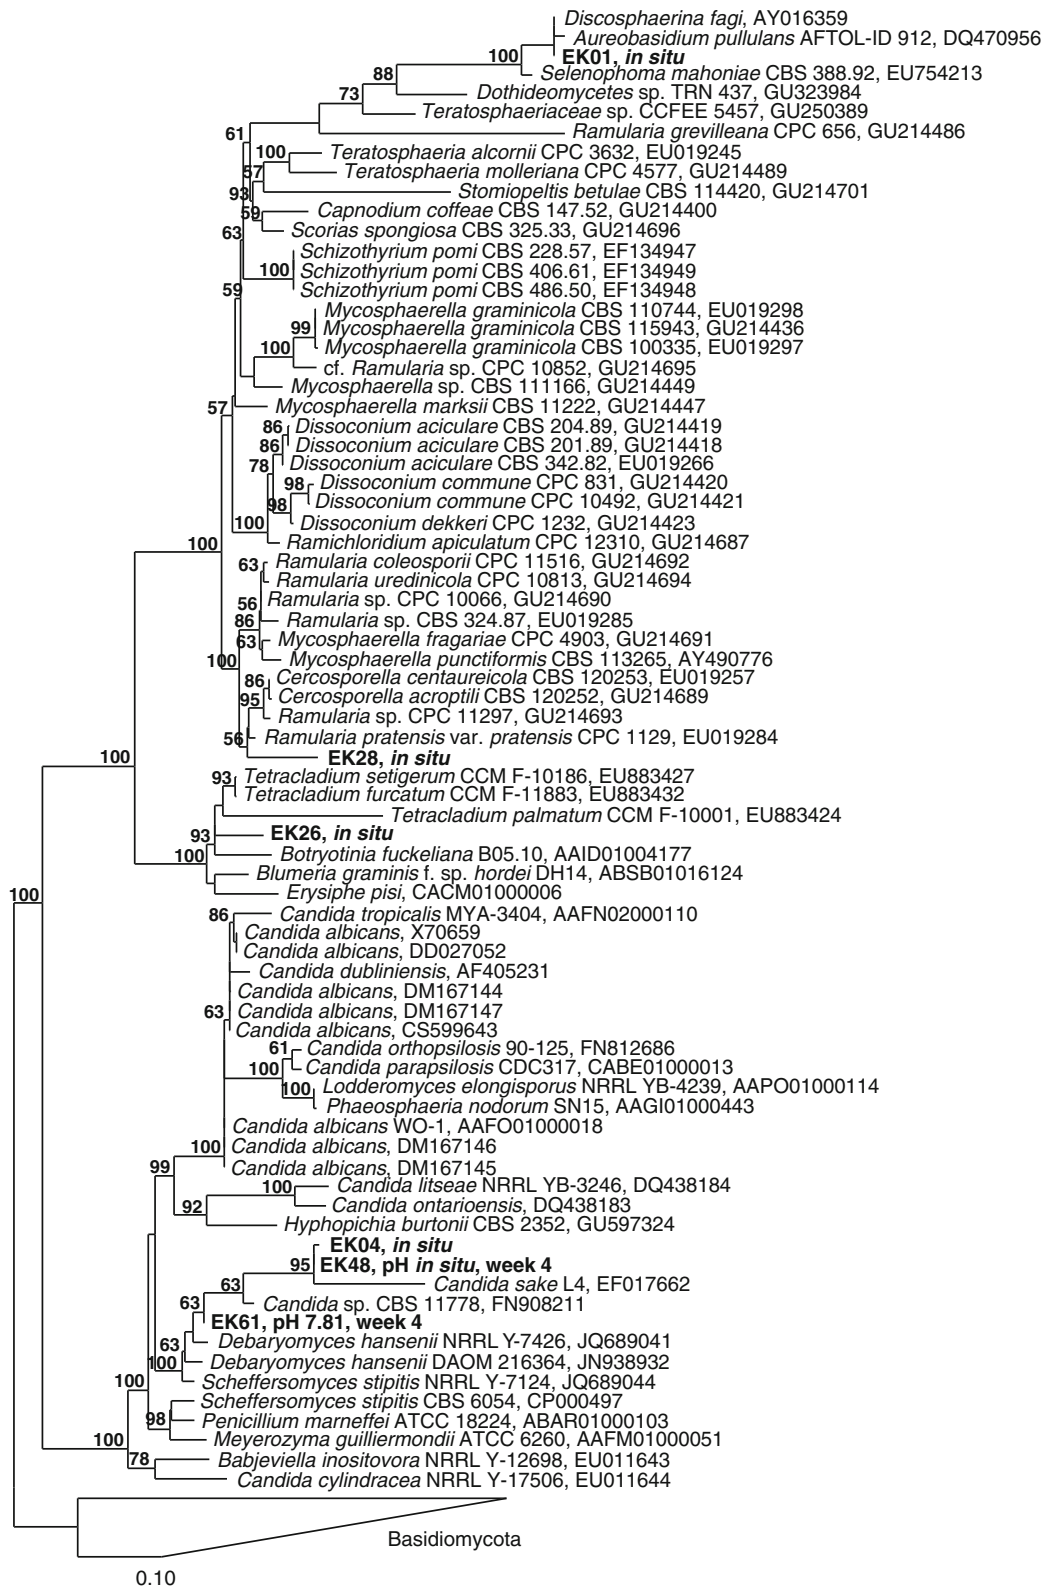 Discosphaerina fagi, AY016359
Aureobasidium pullulans AFTOL-ID 912, DQ470956
100
EK01, in situ
88
Selenophoma mahoniae CBS 388.92, EU754213
73
Dothideomycetes sp. TRN 437, GU323984
Teratosphaeriaceae sp. CCFEE 5457, GU250389
61
Ramularia grevilleana CPC 656, GU214486
100
Teratosphaeria alcornii CPC 3632, EU019245
57
Teratosphaeria molleriana CPC 4577, GU214489
93
Stomiopeltis betulae CBS 114420, GU214701
59
Capnodium coffeae CBS 147.52, GU214400
63
Scorias spongiosa CBS 325.33, GU214696
Schizothyrium pomi CBS 228.57, EF134947
100
Schizothyrium pomi CBS 406.61, EF134949
59
Schizothyrium pomi CBS 486.50, EF134948
Mycosphaerella graminicola CBS 110744, EU019298
99
Mycosphaerella graminicola CBS 115943, GU214436
100
Mycosphaerella graminicola CBS 100335, EU019297
cf. Ramularia sp. CPC 10852, GU214695
Mycosphaerella sp. CBS 111166, GU214449
57
Mycosphaerella marksii CBS 11222, GU214447
86
Dissoconium aciculare CBS 204.89, GU214419
86
Dissoconium aciculare CBS 201.89, GU214418
78
Dissoconium aciculare CBS 342.82, EU019266
98
Dissoconium commune CPC 831, GU214420
98
Dissoconium commune CPC 10492, GU214421
100
Dissoconium dekkeri CPC 1232, GU214423
100
Ramichloridium apiculatum CPC 12310, GU214687
63
Ramularia coleosporii CPC 11516, GU214692
Ramularia uredinicola CPC 10813, GU214694
56
Ramularia sp. CPC 10066, GU214690
86
Ramularia sp. CBS 324.87, EU019285
63
Mycosphaerella fragariae CPC 4903, GU214691
100
Mycosphaerella punctiformis CBS 113265, AY490776
86
Cercosporella centaureicola CBS 120253, EU019257
95
Cercosporella acroptili CBS 120252, GU214689
Ramularia sp. CPC 11297, GU214693
56
Ramularia pratensis var. pratensis CPC 1129, EU019284
100
EK28, in situ
93
Tetracladium setigerum CCM F-10186, EU883427
Tetracladium furcatum CCM F-11883, EU883432
Tetracladium palmatum CCM F-10001, EU883424
93
EK26, in situ
100
Botryotinia fuckeliana B05.10, AAID01004177
Blumeria graminis f. sp. hordei DH14, ABSB01016124
100
Erysiphe pisi, CACM01000006
86
Candida tropicalis MYA-3404, AAFN02000110
Candida albicans, X70659
Candida albicans, DD027052
Candida dubliniensis, AF405231
Candida albicans, DM167144
63
Candida albicans, DM167147
Candida albicans, CS599643
61
Candida orthopsilosis 90-125, FN812686
100
Candida parapsilosis CDC317, CABE01000013
100
Lodderomyces elongisporus NRRL YB-4239, AAPO01000114
Phaeosphaeria nodorum SN15, AAGI01000443
Candida albicans WO-1, AAFO01000018
100
Candida albicans, DM167146
99
Candida albicans, DM167145
100
Candida litseae NRRL YB-3246, DQ438184
92
Candida ontarioensis, DQ438183
Hyphopichia burtonii CBS 2352, GU597324
EK04, in situ
95
EK48, pH in situ, week 4
63
Candida sake L4, EF017662
63
Candida sp. CBS 11778, FN908211
EK61, pH 7.81, week 4
63
Debaryomyces hansenii NRRL Y-7426, JQ689041
100
Debaryomyces hansenii DAOM 216364, JN938932
100
Scheffersomyces stipitis NRRL Y-7124, JQ689044
Scheffersomyces stipitis CBS 6054, CP000497
98
Penicillium marneffei ATCC 18224, ABAR01000103
100
Meyerozyma guilliermondii ATCC 6260, AAFM01000051
78
Babjeviella inositovora NRRL Y-12698, EU011643
Candida cylindracea NRRL Y-17506, EU011644
Basidiomycota
0.10